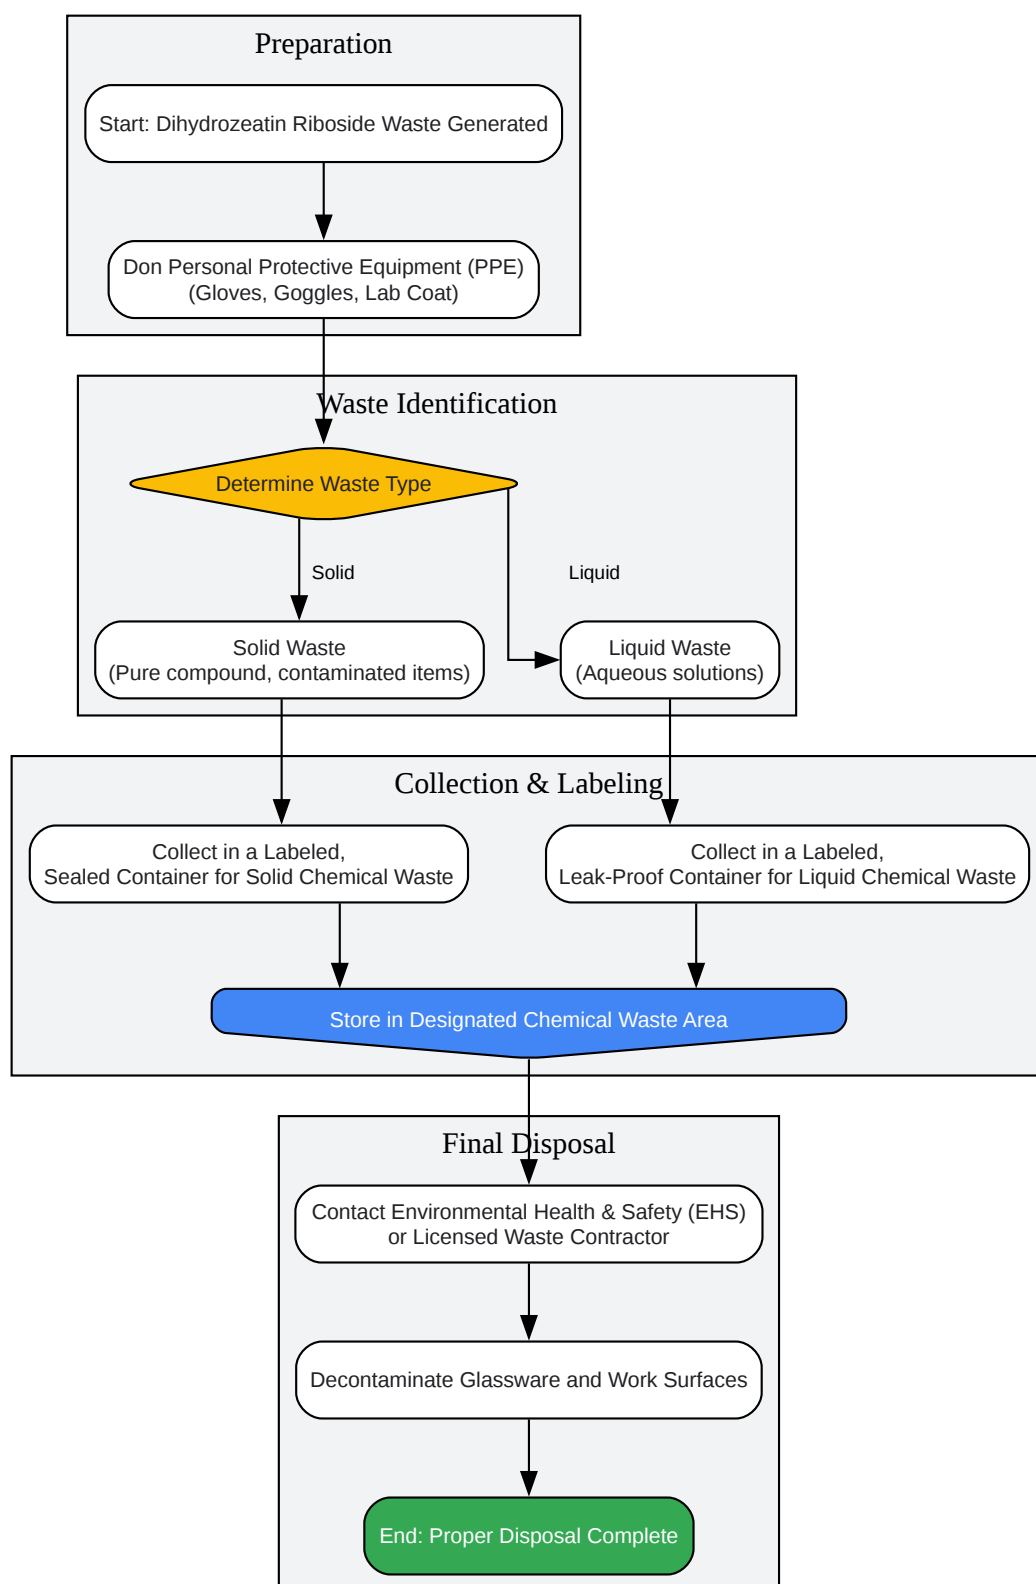 Preparation
Start: Dihydrozeatin Riboside Waste Generated
Don Personal Protective Equipment (PPE)
(Gloves, Goggles, Lab Coat)
Waste Identification
Determine Waste Type
Solid
Liquid
Solid Waste
(Pure compound, contaminated items)
Liquid Waste
(Aqueous solutions)
Collection & Labeling
Collect in a Labeled,
Sealed Container for Solid Chemical Waste
Collect in a Labeled,
Leak-Proof Container for Liquid Chemical Waste
Store in Designated Chemical Waste Area
Final Disposal
Contact Environmental Health & Safety (EHS)
or Licensed Waste Contractor
Decontaminate Glassware and Work Surfaces
End: Proper Disposal Complete